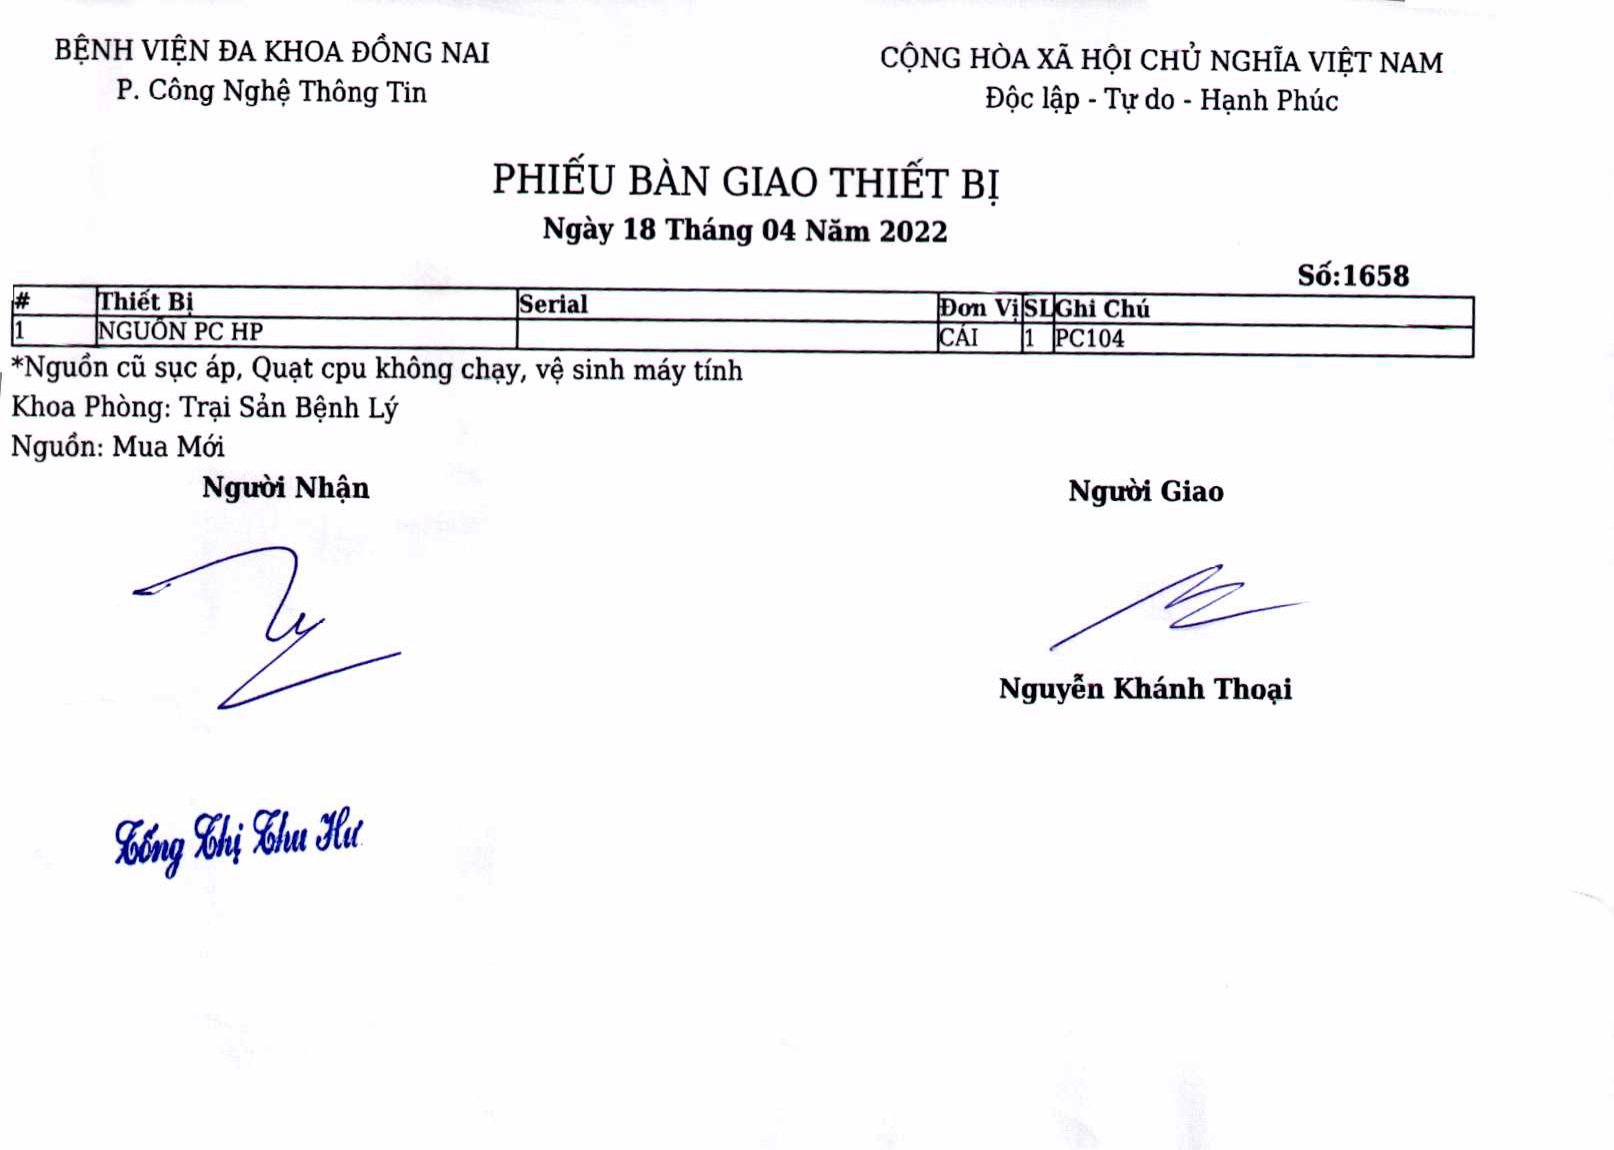 BỆNH VIỆN ĐA KHOA ĐỒNG NAI
P. Công Nghệ Thông Tin
CỘNG HÒA XÃ HỘI CHỦ NGHĨA VIỆT NAM
Độc lập - Tự do - Hạnh Phúc
PHIẾU BÀN GIAO THIẾT BỊ
Ngày 18 Tháng 04 Năm 2022
Số:1658
# Thiết Bị Serial Đơn Vị SL Ghi Chú
1 NGUỒN PC HP CÁI 1 PC104
*Nguồn cũ sục áp, Quạt cpu không chạy, vệ sinh máy tính
Khoa Phòng: Trại Sản Bệnh Lý
Nguồn: Mua Mới
Người Nhận Người Giao
Nguyễn Khánh Thoại
Tống Thị Thu Hư